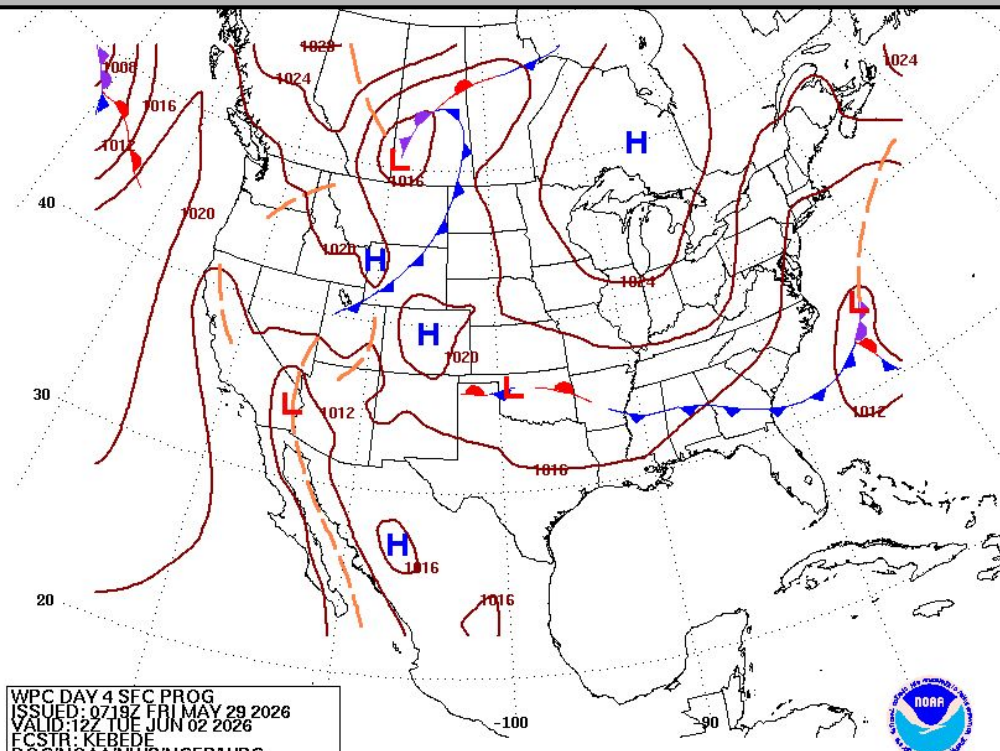 1028
1008
1024
1024
1016
1012
L
H
1016
40
1020
1020
H
1024
L
H
1020
L
30
L
1012
1012
1016
H
1016
20
1016
WPC DAY 4 SFC PROG
ISSUED: 0719Z FRI MAY 29 2026
VALID:12Z TUE JUN 02 2026
FCSTR: KEBEDE
-100
-90
NOAA